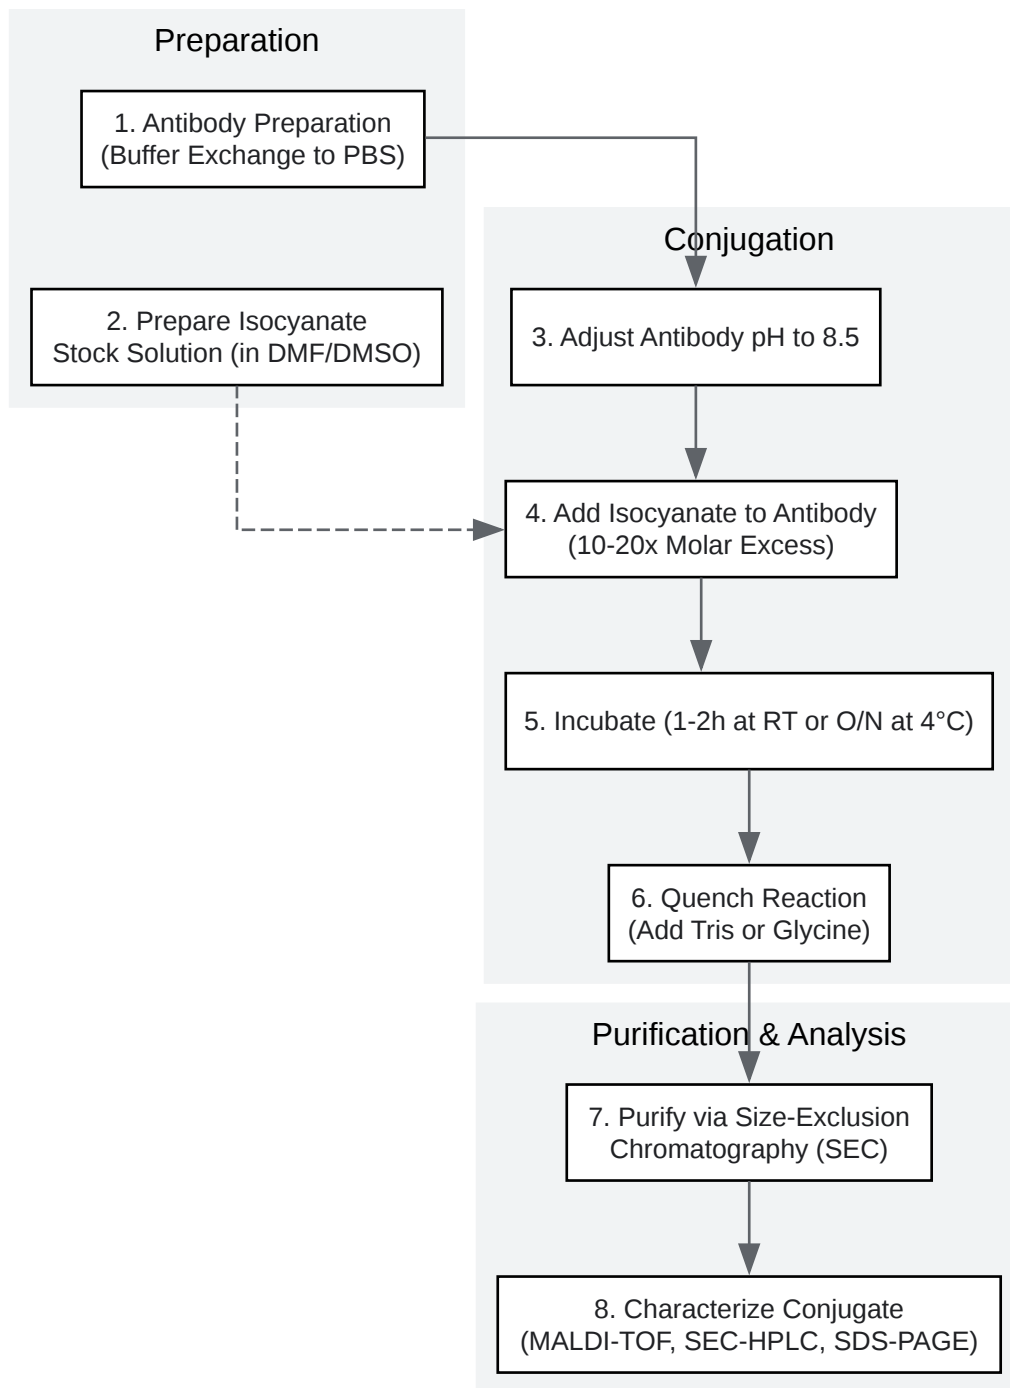 Preparation
1. Antibody Preparation
(Buffer Exchange to PBS)
2. Prepare Isocyanate
Stock Solution (in DMF/DMSO)
Conjugation
3. Adjust Antibody pH to 8.5
4. Add Isocyanate to Antibody
(10-20x Molar Excess)
5. Incubate (1-2h at RT or O/N at 4°C)
6. Quench Reaction
(Add Tris or Glycine)
Purification & Analysis
7. Purify via Size-Exclusion
Chromatography (SEC)
8. Characterize Conjugate
(MALDI-TOF, SEC-HPLC, SDS-PAGE)